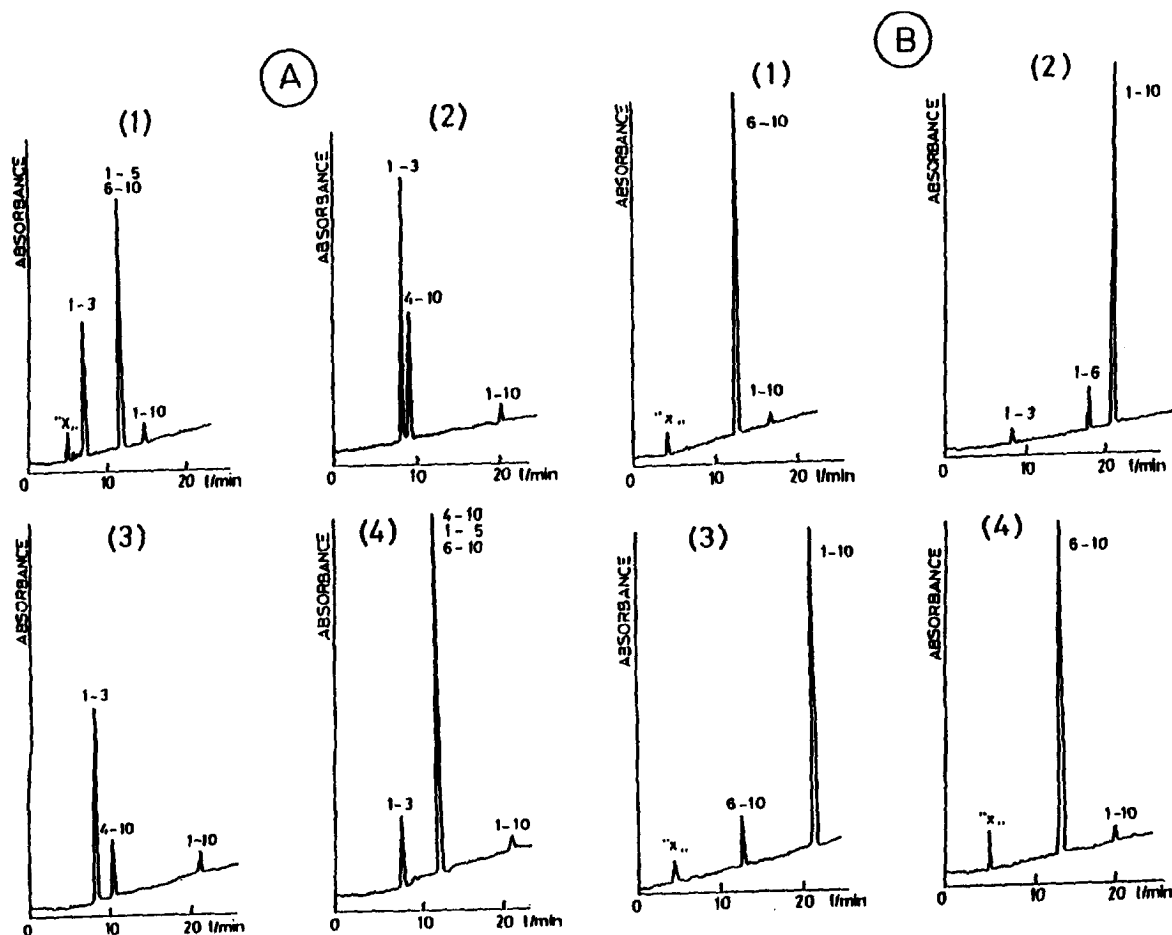 A
B
(1)
ABSORBANCE
"X„
1-3
1-5
6-10
1-10
0
10
20
t/min
(2)
ABSORBANCE
1-3
4-10
1-10
0
10
20
t/min
(1)
ABSORBANCE
"X„
6-10
1-10
0
10
20
t/min
(2)
ABSORBANCE
1-3
1-6
1-10
0
10
20
t/min
(3)
ABSORBANCE
1-3
4-10
1-10
0
10
20
t/min
(4)
ABSORBANCE
1-3
4-10
1-5
6-10
1-10
0
10
20
t/min
(3)
ABSORBANCE
"X„
6-10
1-10
0
10
20
t/min
(4)
ABSORBANCE
"X„
6-10
1-10
0
10
20
t/min